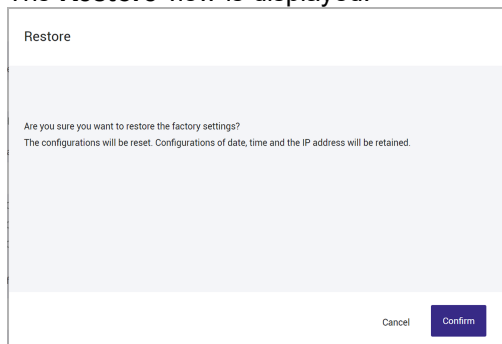 The Restore view is displayed.
Restore
Are you sure you want to restore the factory settings?
The configurations will be reset. Configurations of date, time and the IP address will be retained.
Cancel
Confirm